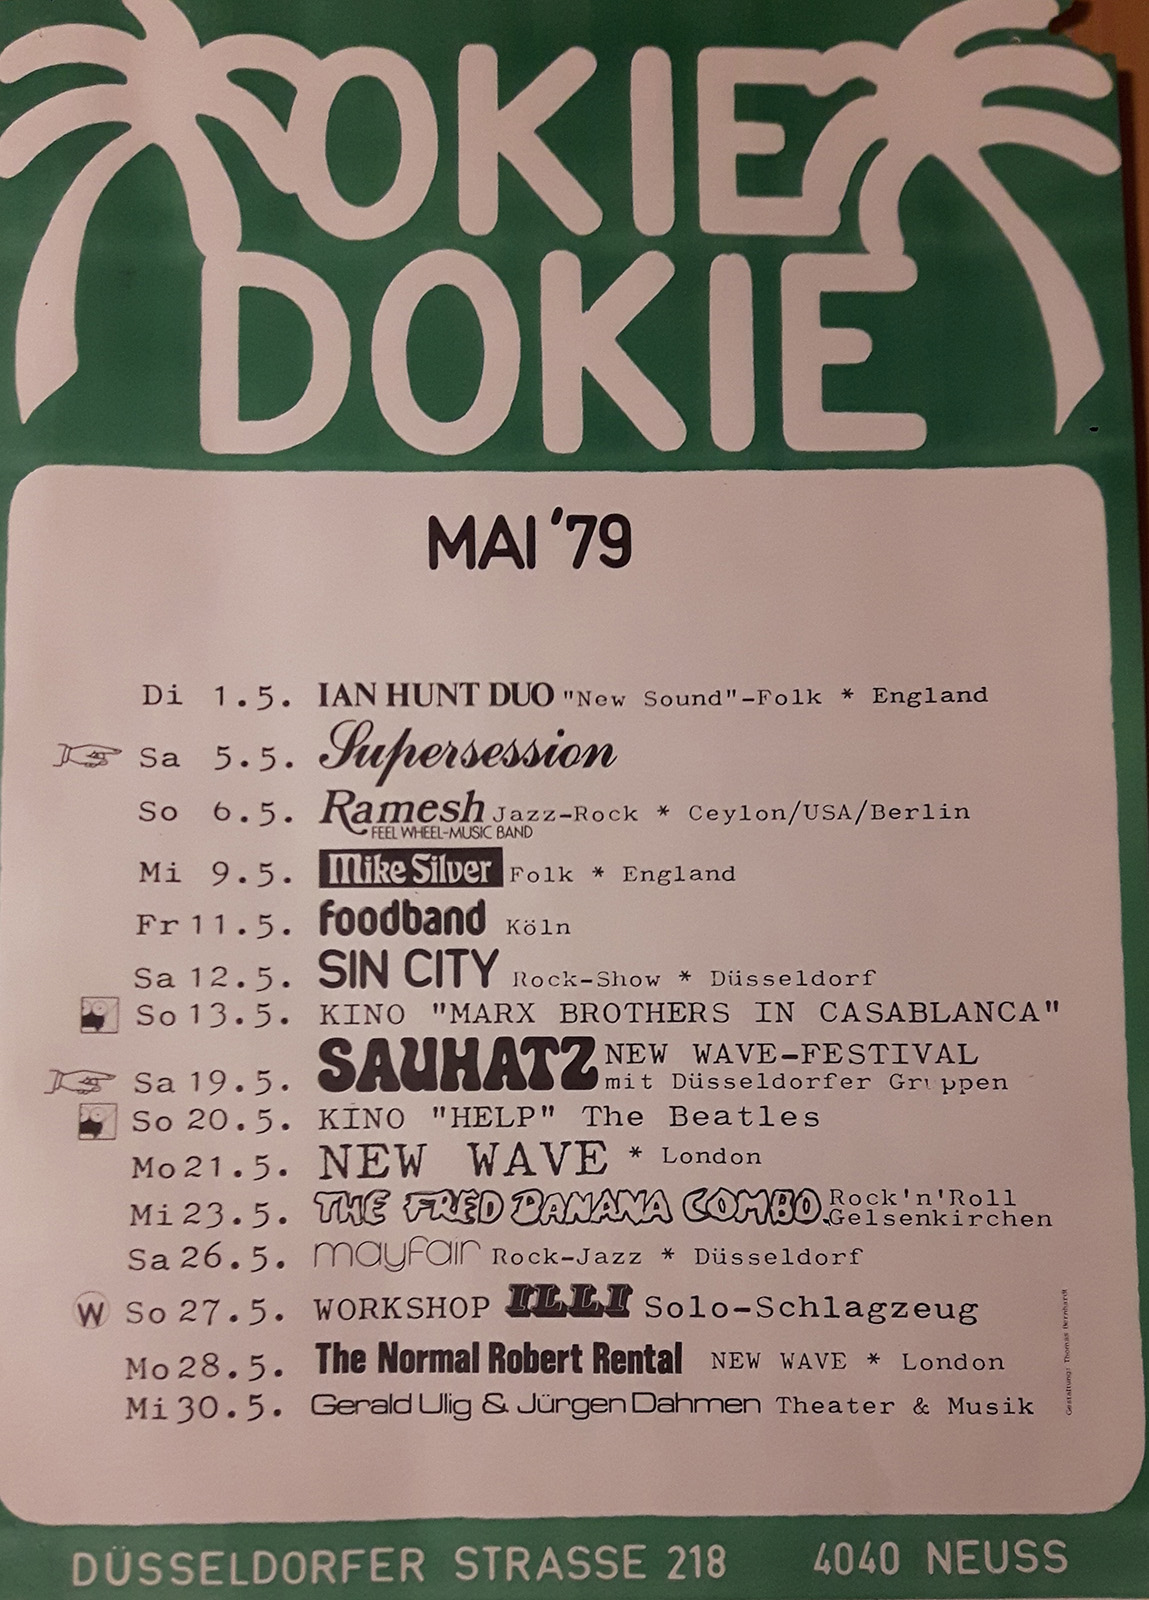 OKIE
DOKIE
MAI '79
Di 1.5. IAN HUNT DUO "New Sound"-Folk * England
Sa 5.5. Supersession
So 6.5. Ramesh Jazz-Rock * Ceylon/USA/Berlin
FEEL WHEEL-MUSIC BAND
Mi 9.5. Mike Silver Folk * England
Fr 11.5. foodband Köln
Sa 12.5. SIN CITY Rock-Show * Düsseldorf
So 13.5. KINO "MARX BROTHERS IN CASABLANCA"
Sa 19.5. SAUHATZ NEW WAVE-FESTIVAL
mit Düsseldorfer Gruppen
So 20.5. KINO "HELP" The Beatles
Mo 21.5. NEW WAVE * London
Mi 23.5. THE FRED BANANA COMBO Rock'n'Roll
Gelsenkirchen
Sa 26.5. mayfair Rock-Jazz * Düsseldorf
W So 27.5. WORKSHOP ILLI Solo-Schlagzeug
Mo 28.5. The Normal Robert Rental NEW WAVE * London
Mi 30.5. Gerald Ulig & Jürgen Dahmen Theater & Musik
Gestaltung: Thomas Bernhardt
DÜSSELDORFER STRASSE 218 4040 NEUSS